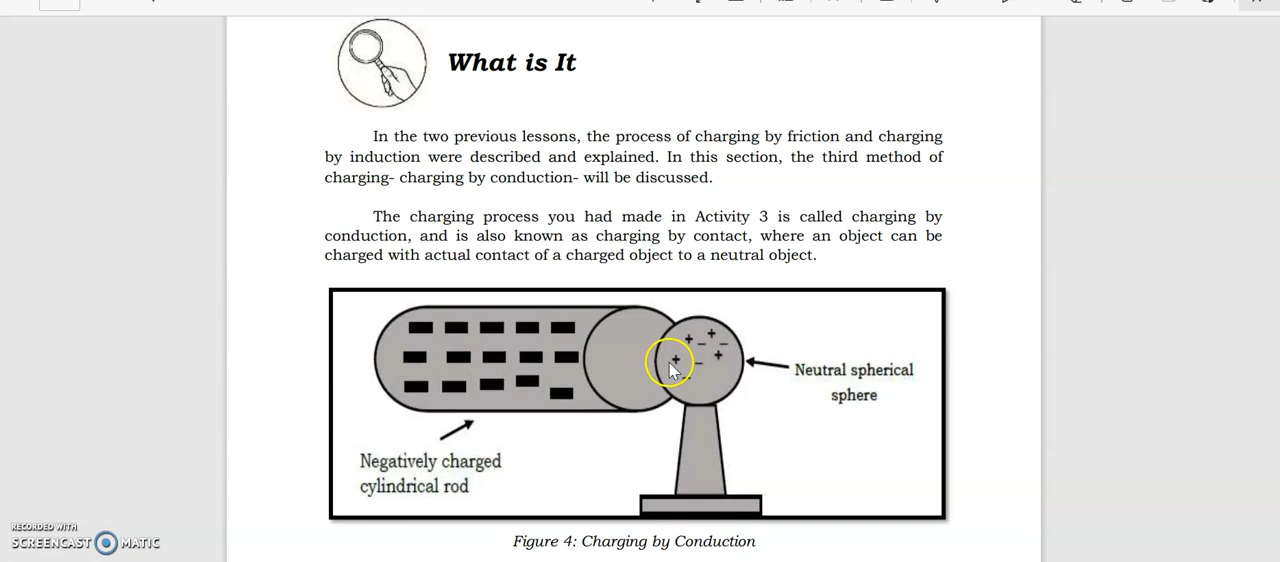 What is It
In the two previous lessons, the process of charging by friction and charging
by induction were described and explained. In this section, the third method of
charging- charging by conduction- will be discussed.
The charging process you had made in Activity 3 is called charging by
conduction, and is also known as charging by contact, where an object can be
charged with actual contact of a charged object to a neutral object.
Neutral spherical
sphere
Negatively charged
cylindrical rod
Figure 4: Charging by Conduction
RECORDED WITH
SCREENCAST MATIC